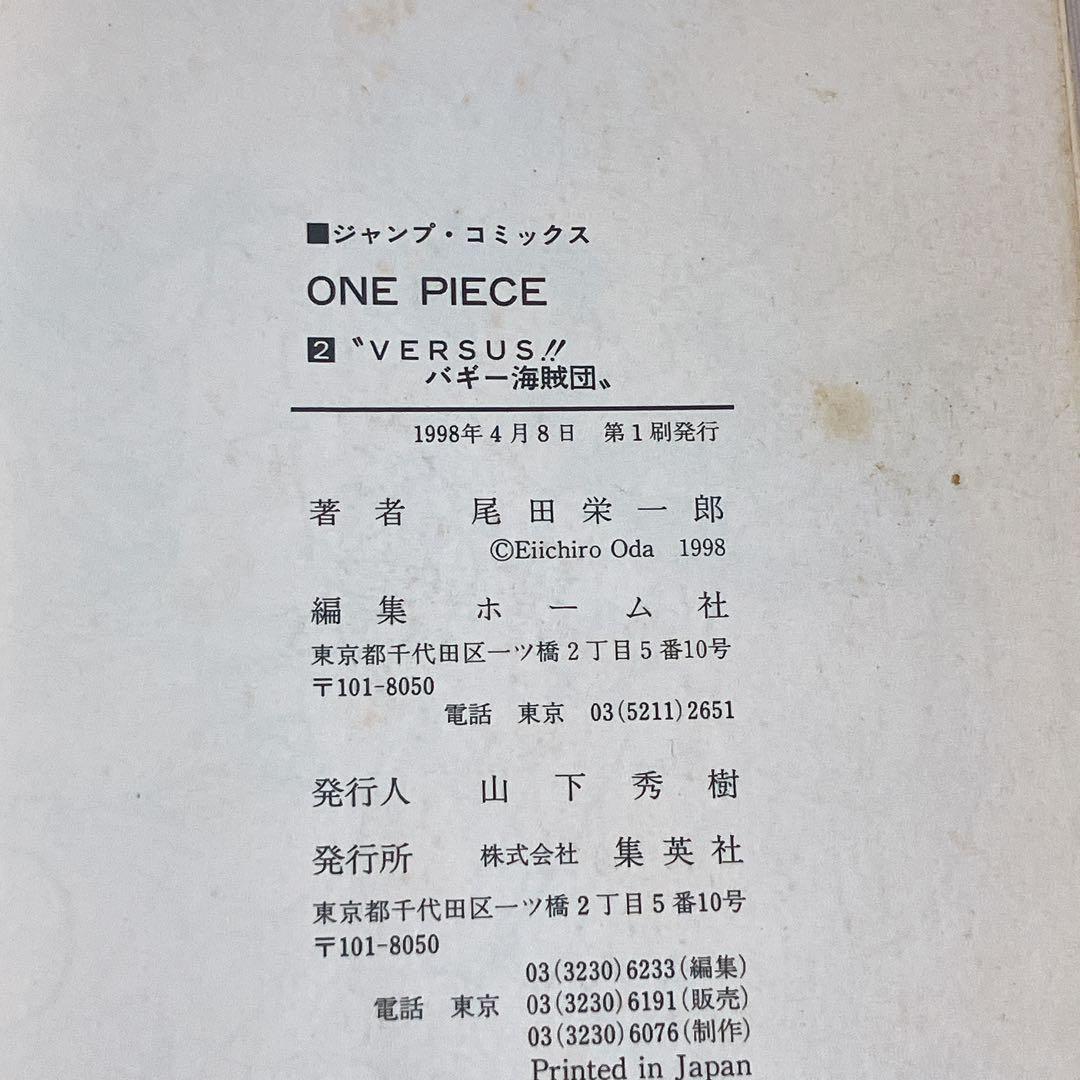 ■ジャンプ・コミックス
ONE PIECE
2 〝VERSUS!!
バギー海賊団〟
1998年4月8日 第1刷発行
著者 尾田栄一郎
©Eiichiro Oda 1998
編集 ホーム社
東京都千代田区一ツ橋2丁目5番10号
〒101-8050
電話 東京 03(5211)2651
発行人 山下秀樹
発行所 株式会社 集英社
東京都千代田区一ツ橋2丁目5番10号
〒101-8050
03(3230)6233(編集)
電話 東京 03(3230)6191(販売)
03(3230)6076(制作)
Printed in Japan